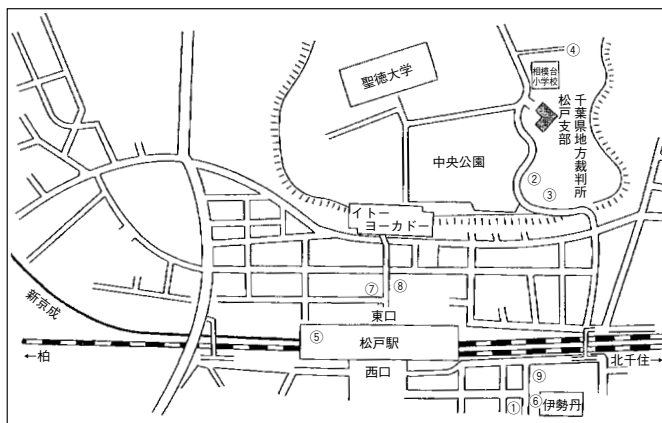 ④
相模台
小学校
聖徳大学
千葉県地方裁判所
松戸支部
中央公園
②
③
イトー
ヨーカドー
⑦
⑧
新京成
東口
⑤
松戸駅
←柏
北千住→
西口
⑨
①
⑥
伊勢丹